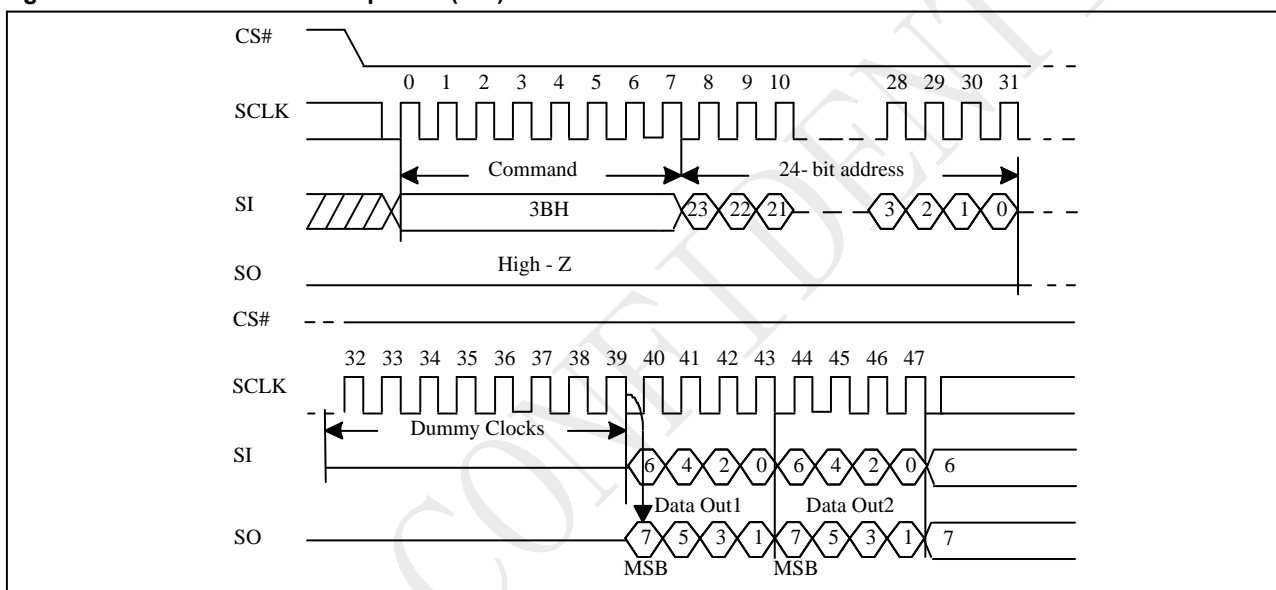 CS#
0 1 2 3 4 5 6 7 8 9 10 28 29 30 31
SCLK
Command 24- bit address
SI 3BH 23 22 21 3 2 1 0
High - Z
SO
CS#
32 33 34 35 36 37 38 39 40 41 42 43 44 45 46 47
SCLK
Dummy Clocks
SI 6 4 2 0 6 4 2 0 6
Data Out1 Data Out2
SO 7 5 3 1 7 5 3 1 7
MSB MSB
CONFIDENT